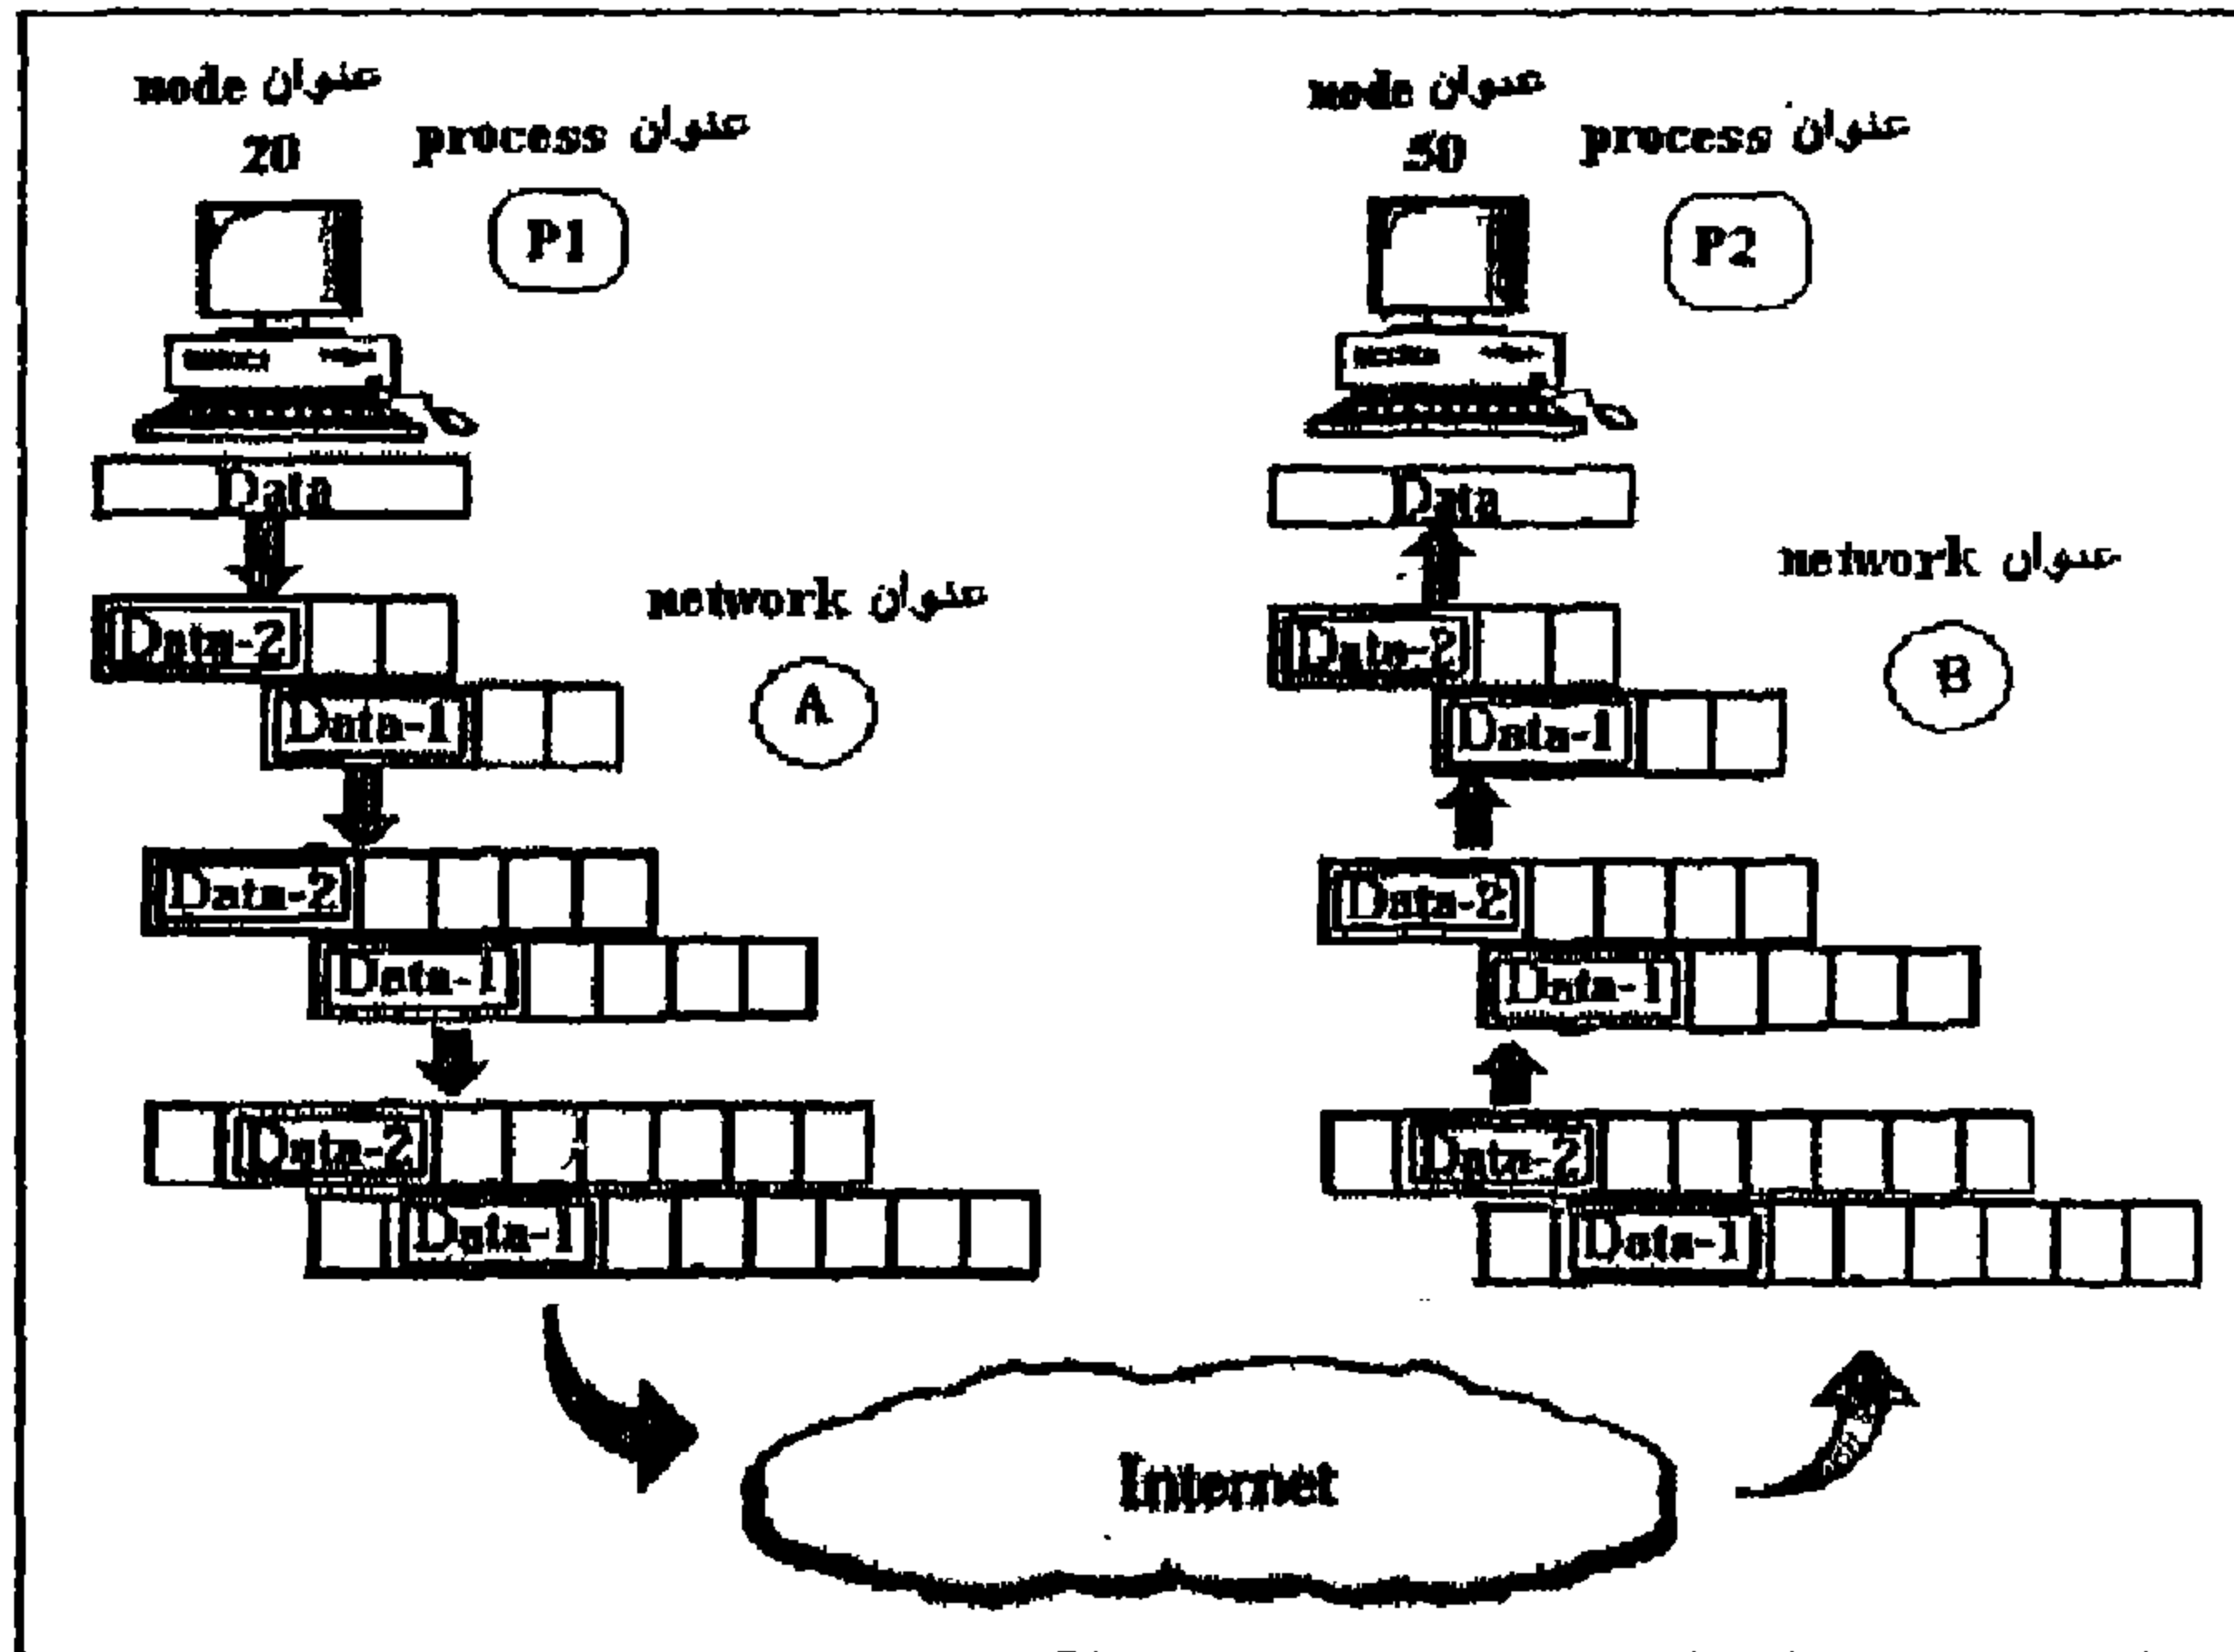 عنوان node
20
عنوان process
P1
Data
عنوان network
A
Data-2
Data-1
Data-2
Data-1
Data-2
Data-1
عنوان node
50
عنوان process
P2
Data
عنوان network
B
Data-2
Data-1
Data-2
Data-1
Data-2
Data-1
Internet